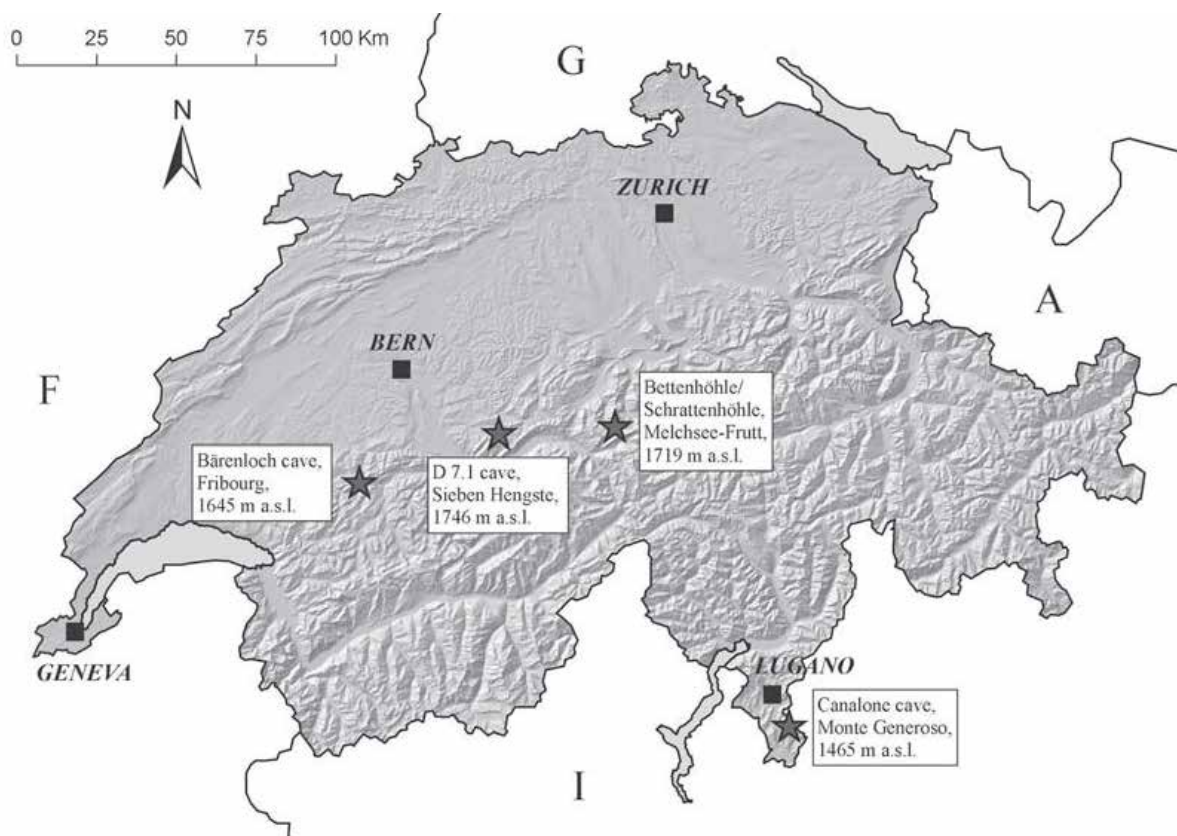 0 25 50 75 100 Km
G
N
ZURICH
A
BERN
F
Bettenhöhle/
Schrattenhöhle,
Melchsee-Frutt,
1719 m a.s.l.
Bärenloch cave,
Fribourg,
1645 m a.s.l.
D 7.1 cave,
Sieben Hengste,
1746 m a.s.l.
GENEVA
LUGANO
Canalone cave,
Monte Generoso,
1465 m a.s.l.
I